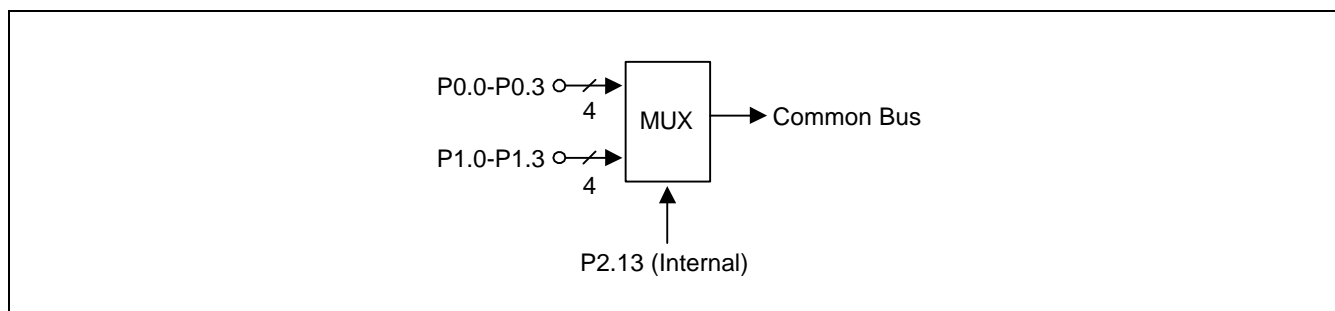 P0.0-P0.3
4
MUX
Common Bus
P1.0-P1.3
4
P2.13 (Internal)